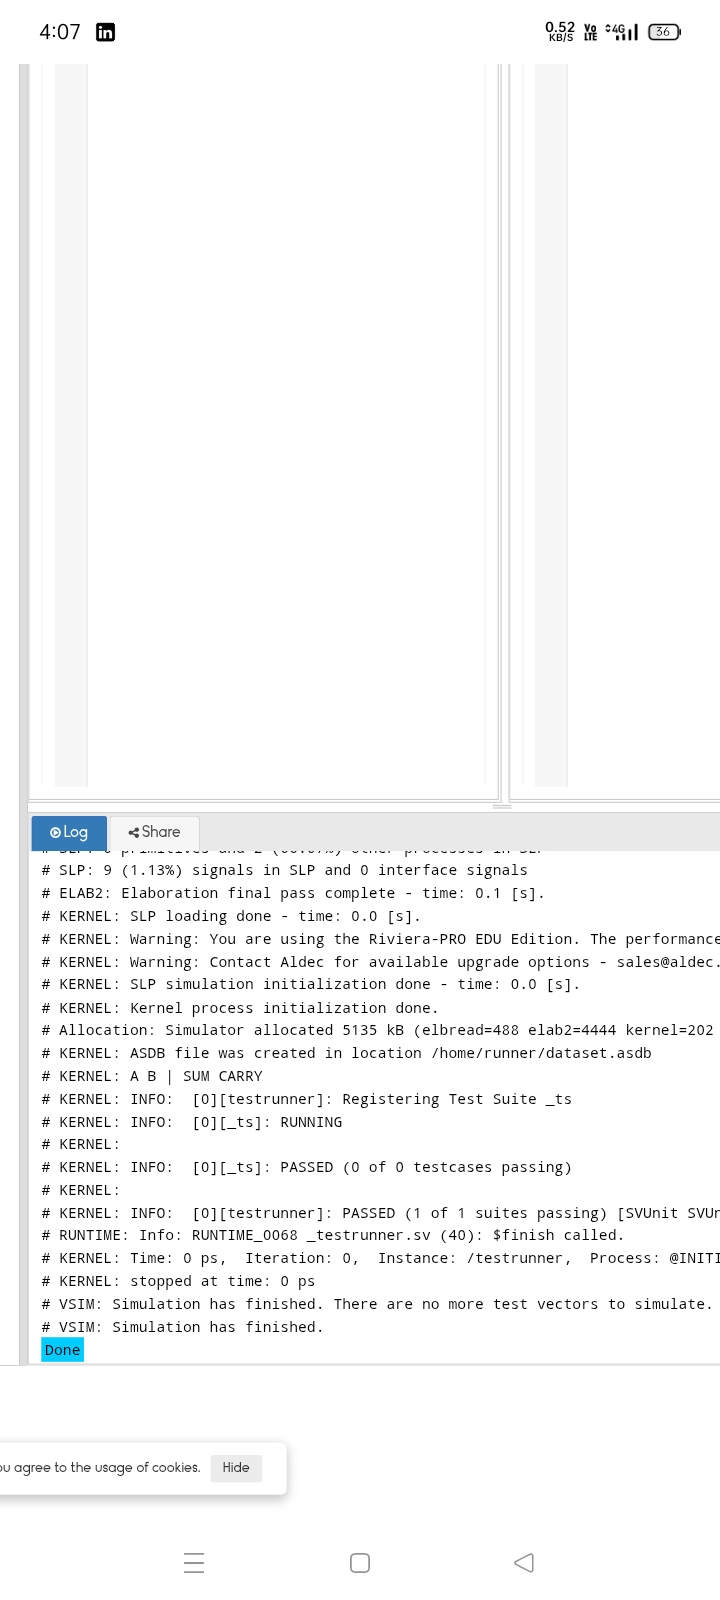 4:07 in 0.52 KB/S Vo LTE 4G 36
Log Share
# SLP: 9 (1.13%) signals in SLP and 0 interface signals
# ELAB2: Elaboration final pass complete - time: 0.1 [s].
# KERNEL: SLP loading done - time: 0.0 [s].
# KERNEL: Warning: You are using the Riviera-PRO EDU Edition. The performance
# KERNEL: Warning: Contact Aldec for available upgrade options - sales@aldec.
# KERNEL: SLP simulation initialization done - time: 0.0 [s].
# KERNEL: Kernel process initialization done.
# Allocation: Simulator allocated 5135 kB (elbread=488 elab2=4444 kernel=202
# KERNEL: ASDB file was created in location /home/runner/dataset.asdb
# KERNEL: A B | SUM CARRY
# KERNEL: INFO:  [0][testrunner]: Registering Test Suite _ts
# KERNEL: INFO:  [0][_ts]: RUNNING
# KERNEL:
# KERNEL: INFO:  [0][_ts]: PASSED (0 of 0 testcases passing)
# KERNEL:
# KERNEL: INFO:  [0][testrunner]: PASSED (1 of 1 suites passing) [SVUnit SVUn
# RUNTIME: Info: RUNTIME_0068 _testrunner.sv (40): $finish called.
# KERNEL: Time: 0 ps,  Iteration: 0,  Instance: /testrunner,  Process: @INITI
# KERNEL: stopped at time: 0 ps
# VSIM: Simulation has finished. There are no more test vectors to simulate.
# VSIM: Simulation has finished.
Done
ou agree to the usage of cookies. Hide